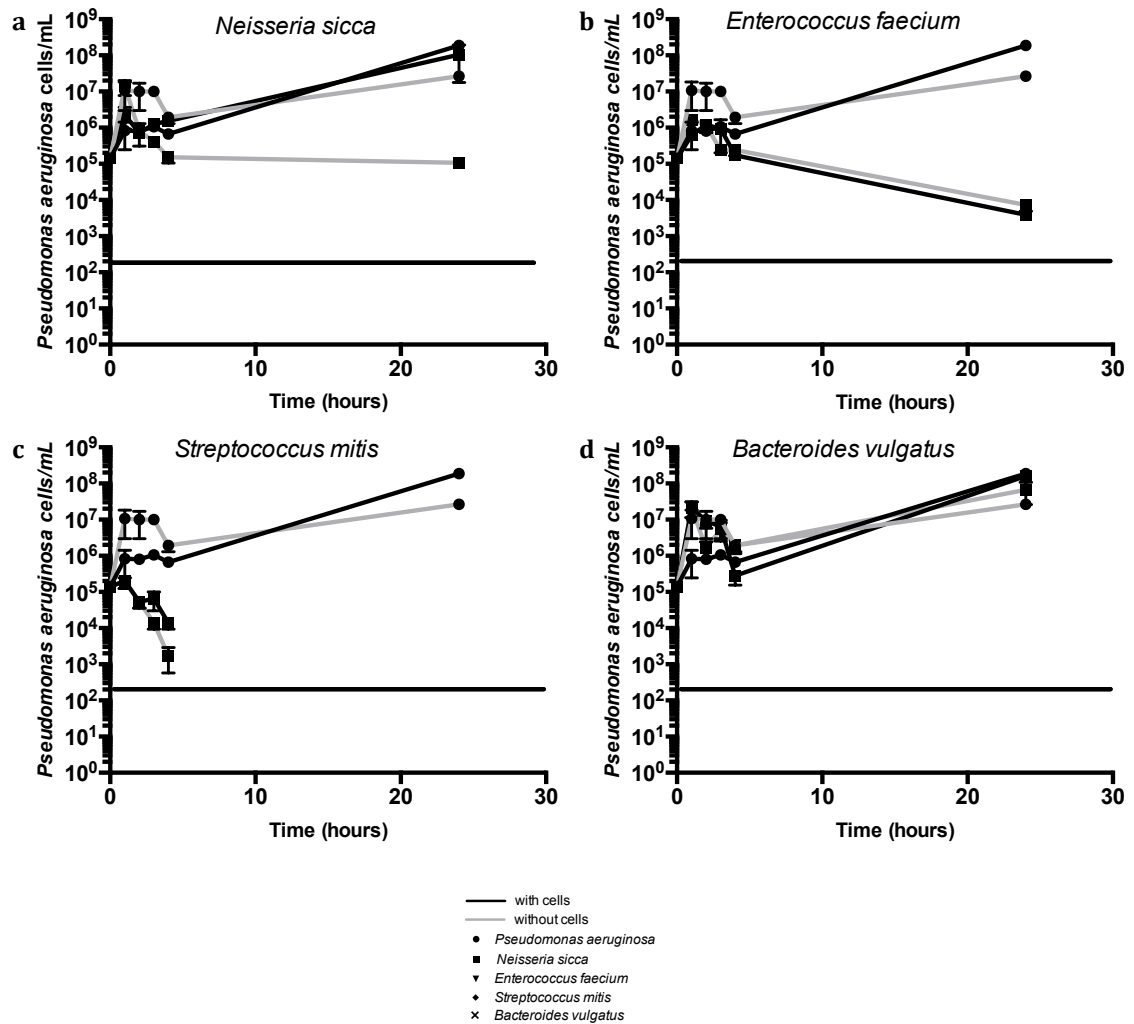 a
Neisseria sicca
Pseudomonas aeruginosa cells/mL
10⁹
10⁸
10⁷
10⁶
10⁵
10⁴
10³
10²
10¹
10⁰
0 10 20 30
Time (hours)
b
Enterococcus faecium
Pseudomonas aeruginosa cells/mL
10⁹
10⁸
10⁷
10⁶
10⁵
10⁴
10³
10²
10¹
10⁰
0 10 20 30
Time (hours)
c
Streptococcus mitis
Pseudomonas aeruginosa cells/mL
10⁹
10⁸
10⁷
10⁶
10⁵
10⁴
10³
10²
10¹
10⁰
0 10 20 30
Time (hours)
d
Bacteroides vulgatus
Pseudomonas aeruginosa cells/mL
10⁹
10⁸
10⁷
10⁶
10⁵
10⁴
10³
10²
10¹
10⁰
0 10 20 30
Time (hours)
with cells
without cells
Pseudomonas aeruginosa
Neisseria sicca
Enterococcus faecium
Streptococcus mitis
Bacteroides vulgatus